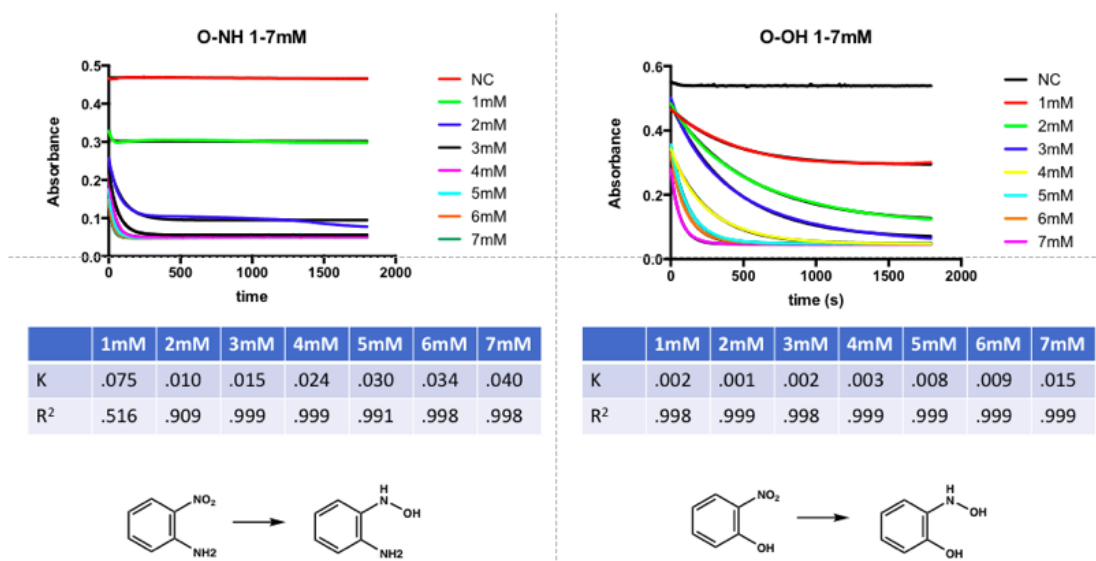 O-NH 1-7mM
0.5
0.4
0.3
0.2
0.1
0.0
Absorbance
0 500 1000 1500 2000
time
NC
1mM
2mM
3mM
4mM
5mM
6mM
7mM
1mM 2mM 3mM 4mM 5mM 6mM 7mM
K .075 .010 .015 .024 .030 .034 .040
R² .516 .909 .999 .999 .991 .998 .998
NO₂
NH2
H
N
OH
NH2
O-OH 1-7mM
0.6
0.4
0.2
0.0
Absorbance
0 500 1000 1500 2000
time (s)
NC
1mM
2mM
3mM
4mM
5mM
6mM
7mM
1mM 2mM 3mM 4mM 5mM 6mM 7mM
K .002 .001 .002 .003 .008 .009 .015
R² .998 .999 .998 .999 .999 .999 .999
NO₂
OH
H
N
OH
OH